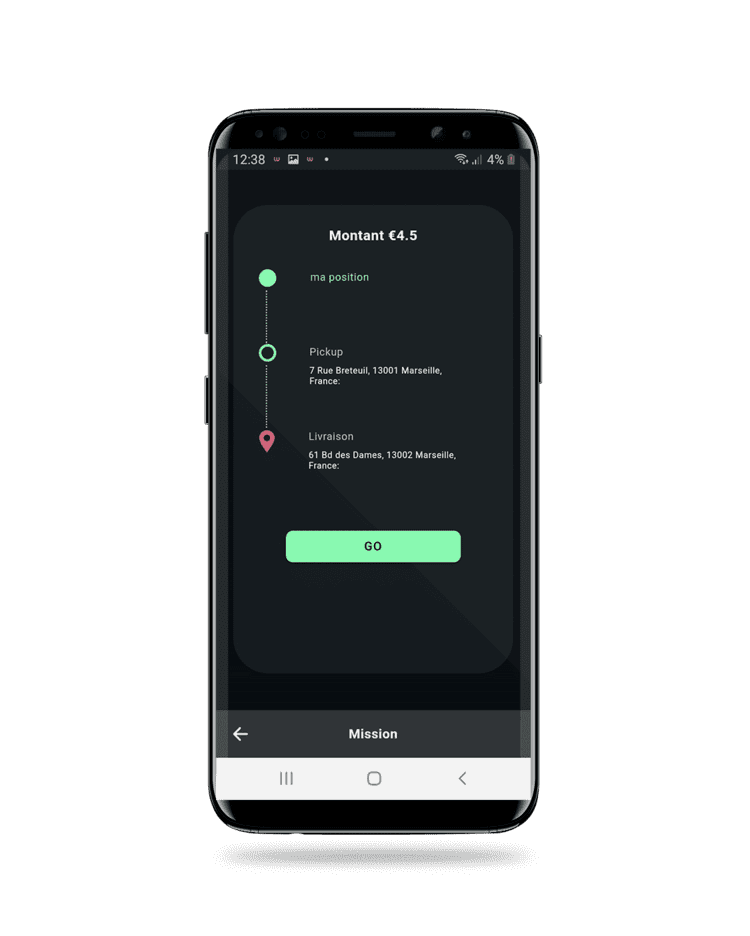 12:38
4%
Montant €4.5
ma position
Pickup
7 Rue Breteuil, 13001 Marseille,
France:
Livraison
61 Bd des Dames, 13002 Marseille,
France:
GO
Mission